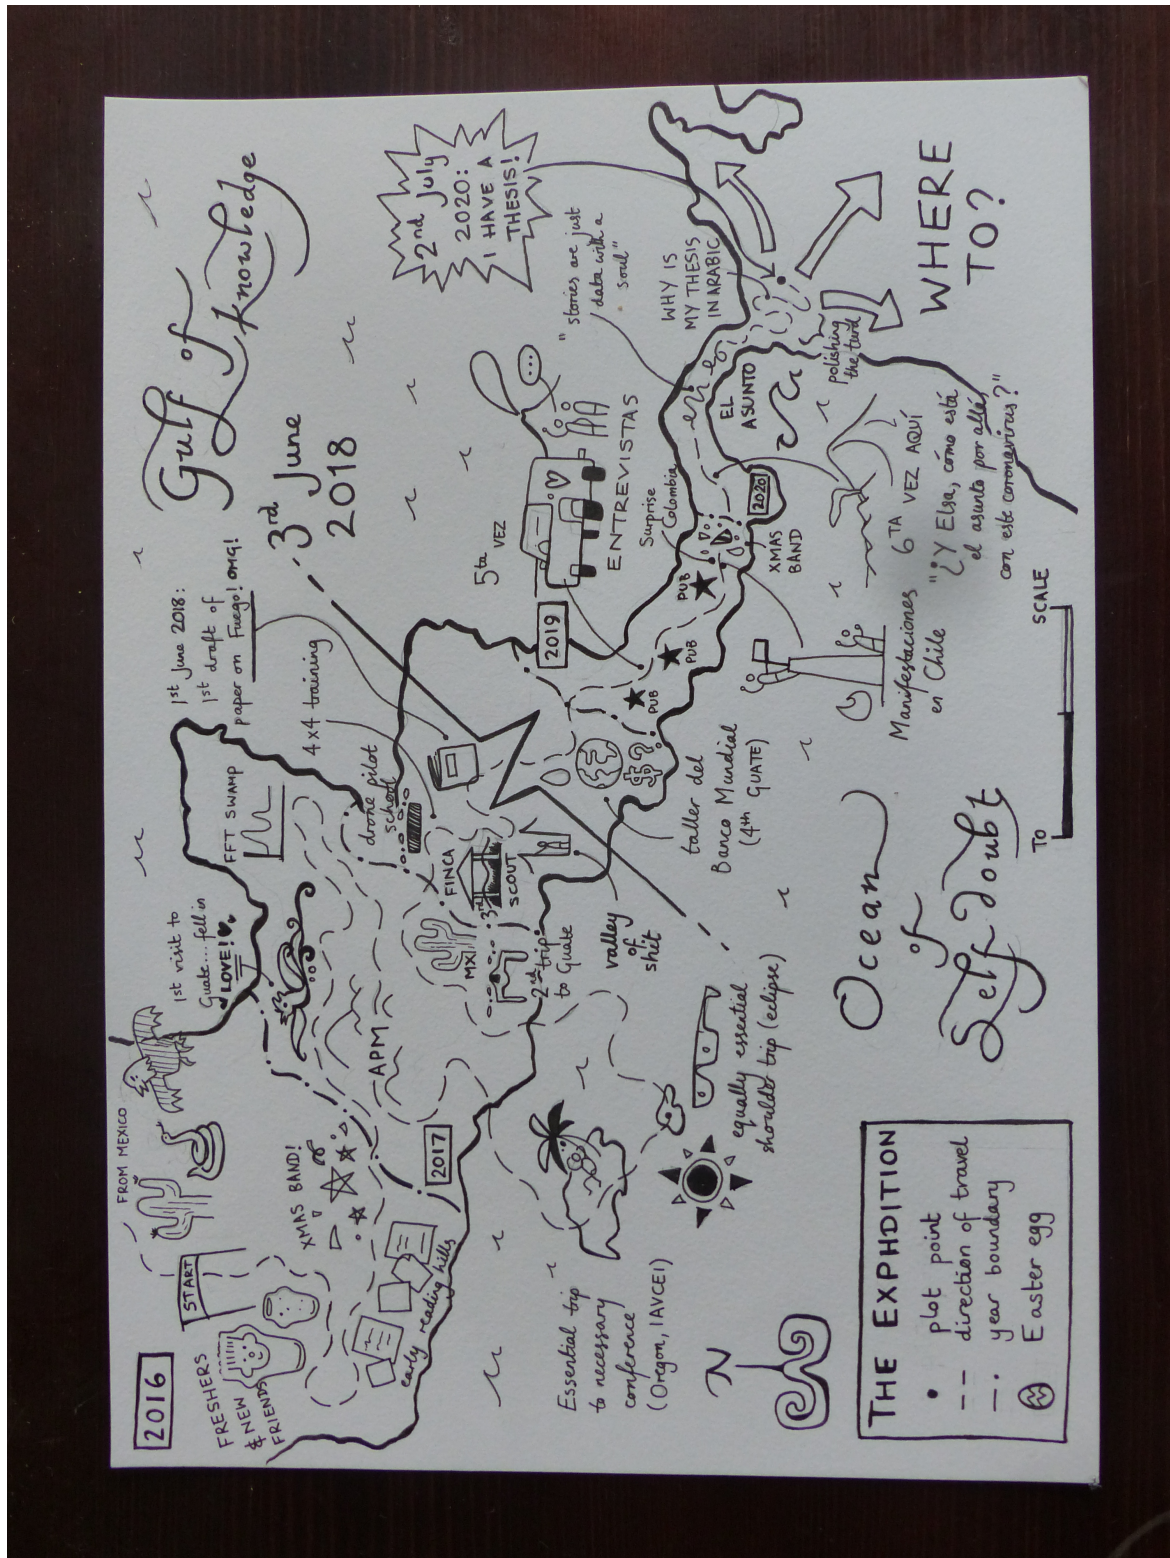 2016
FRESHERS
& NEW
FRIENDS
START
FROM MEXICO
XMAS BAND!
early reading hills
2017
1st visit to
Guate.... fell in
LOVE!
APM
FFT SWAMP
1st June 2018:
1st draft of
paper on Fuego! OMG!
4x4 training
drone pilot
school
MX
FINCA
3rd
SCOUT
2nd trip
to Guate
valley
of
shit
Gulf of
knowledge
3rd June
2018
Essential trip
to necessary
conference
(Oregon, IAVCEI)
equally essential
shoulder trip (eclipse)
taller del
Banco Mundial
(4th GUATE)
$?
2019
5ta VEZ
ENTREVISTAS
PUB
PUB
PUB
Surprise
Colombia
XMAS
BAND
2020
Manifestaciones
en Chile
6TA VEZ AQUÍ
"¿Y Elsa, cómo está
el asunto por allés
con este coronavirus?"
EL
ASUNTO
"stories are just
data with a
soul"
WHY IS
MY THESIS
IN ARABIC
polishing
the turd
2nd July
2020:
I HAVE A
THESIS!
WHERE
TO?
Ocean
of
Self doubt
N
THE EXPHDITION
plot point
direction of travel
year boundary
Easter egg
TO SCALE